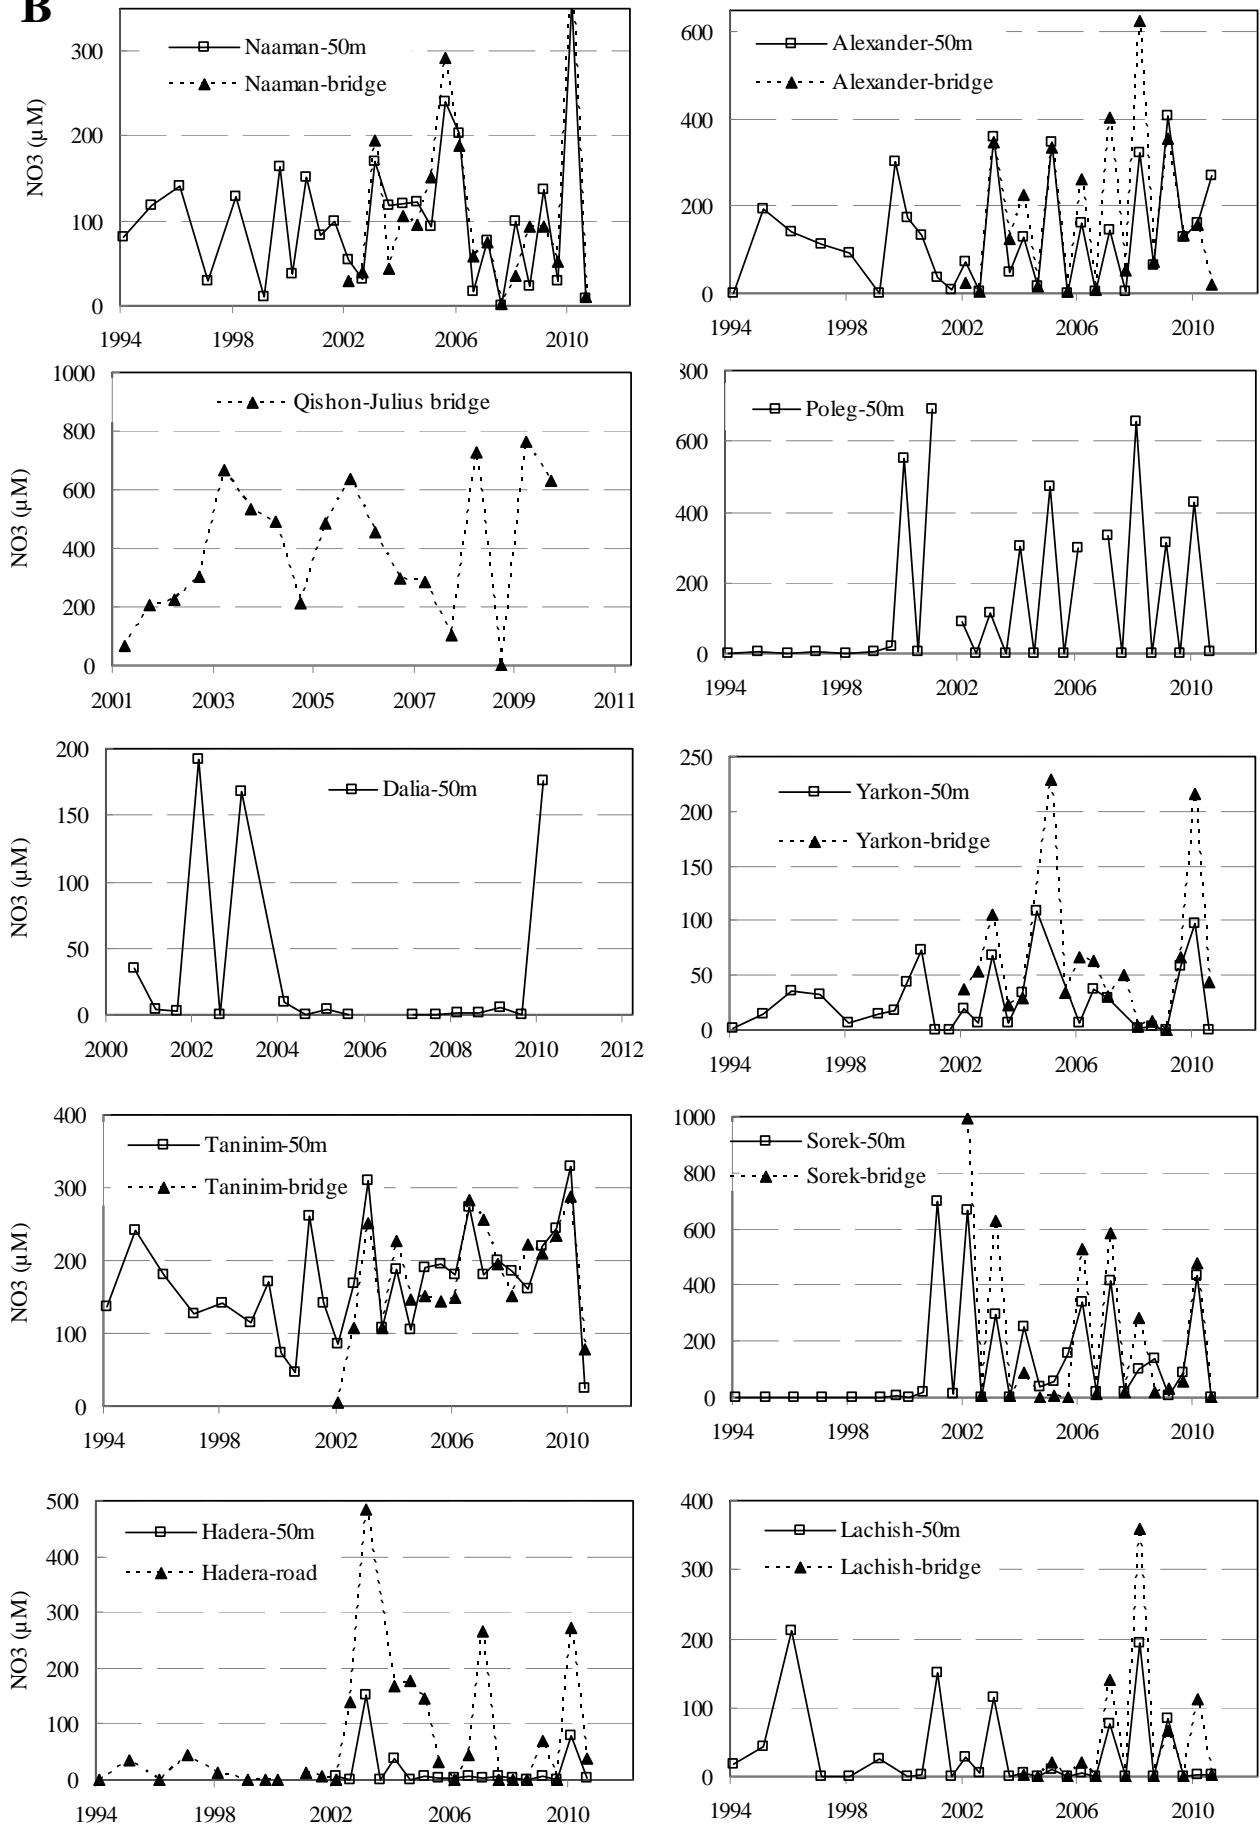 B
Naaman-50m
Naaman-bridge
NO3 (µM)
300
200
100
0
1994 1998 2002 2006 2010
Alexander-50m
Alexander-bridge
600
400
200
0
1994 1998 2002 2006 2010
Qishon-Julius bridge
NO3 (µM)
1000
800
600
400
200
0
2001 2003 2005 2007 2009 2011
Poleg-50m
800
600
400
200
0
1994 1998 2002 2006 2010
Dalia-50m
NO3 (µM)
200
150
100
50
0
2000 2002 2004 2006 2008 2010 2012
Yarkon-50m
Yarkon-bridge
250
200
150
100
50
0
1994 1998 2002 2006 2010
Taninim-50m
Taninim-bridge
NO3 (µM)
400
300
200
100
0
1994 1998 2002 2006 2010
Sorek-50m
Sorek-bridge
1000
800
600
400
200
0
1994 1998 2002 2006 2010
Hadera-50m
Hadera-road
NO3 (µM)
500
400
300
200
100
0
1994 1998 2002 2006 2010
Lachish-50m
Lachish-bridge
400
300
200
100
0
1994 1998 2002 2006 2010